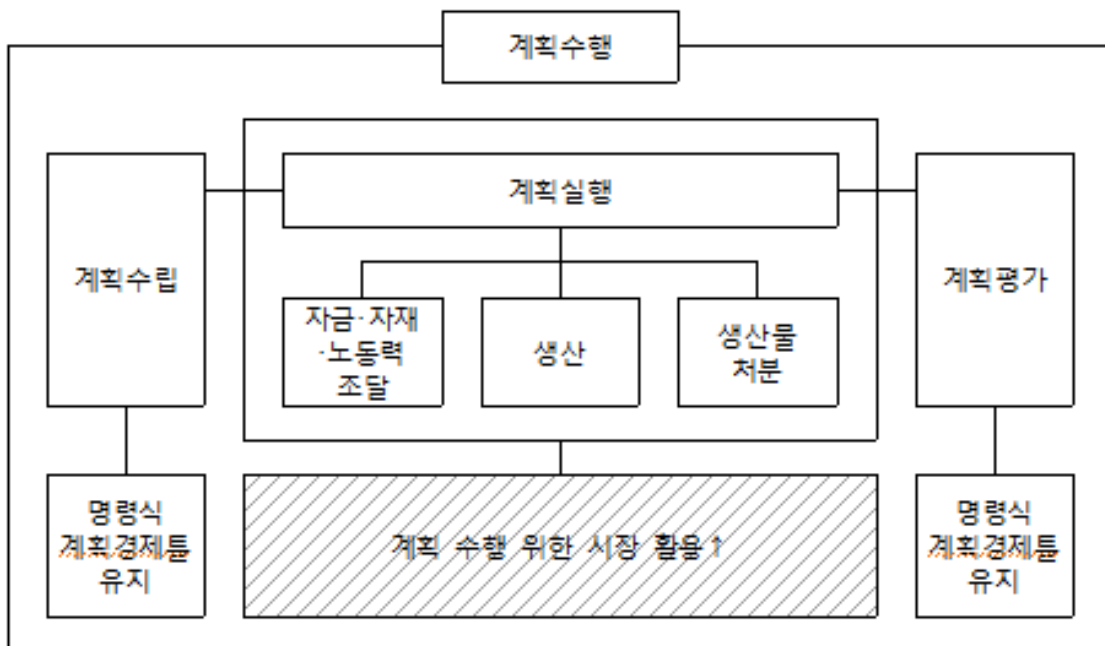 계획수행
계획수립
계획실행
자금·자재
·노동력
조달
생산
생산물
처분
계획평가
명령식
계획경제틀
유지
계획 수행 위한 시장 활용↑
명령식
계획경제틀
유지